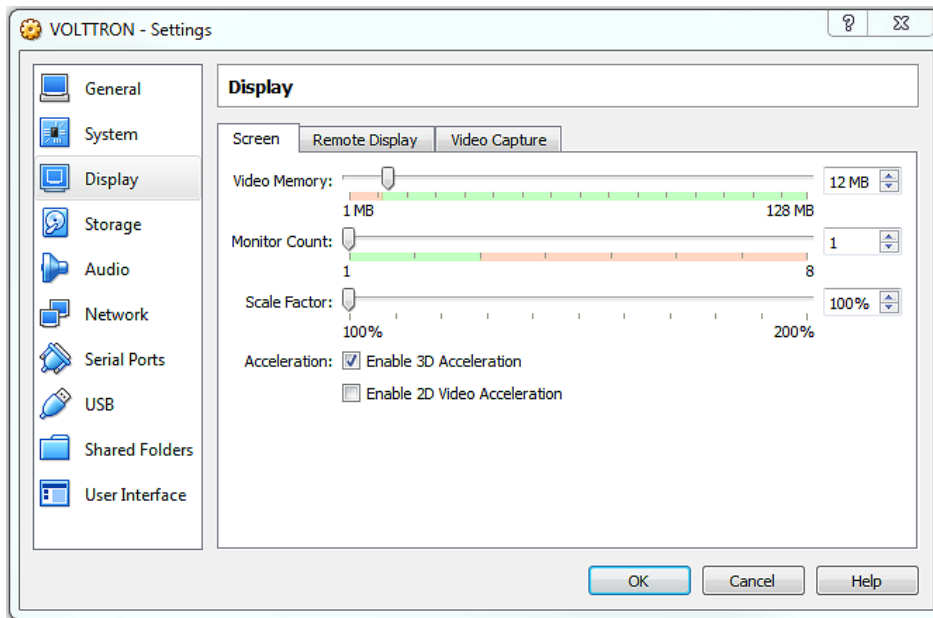 VOLTTRON - Settings
General
System
Display
Storage
Audio
Network
Serial Ports
USB
Shared Folders
User Interface
Display
Screen Remote Display Video Capture
Video Memory: 12 MB
1 MB 128 MB
Monitor Count: 1
1 8
Scale Factor: 100%
100% 200%
Acceleration: Enable 3D Acceleration
Enable 2D Video Acceleration
OK Cancel Help